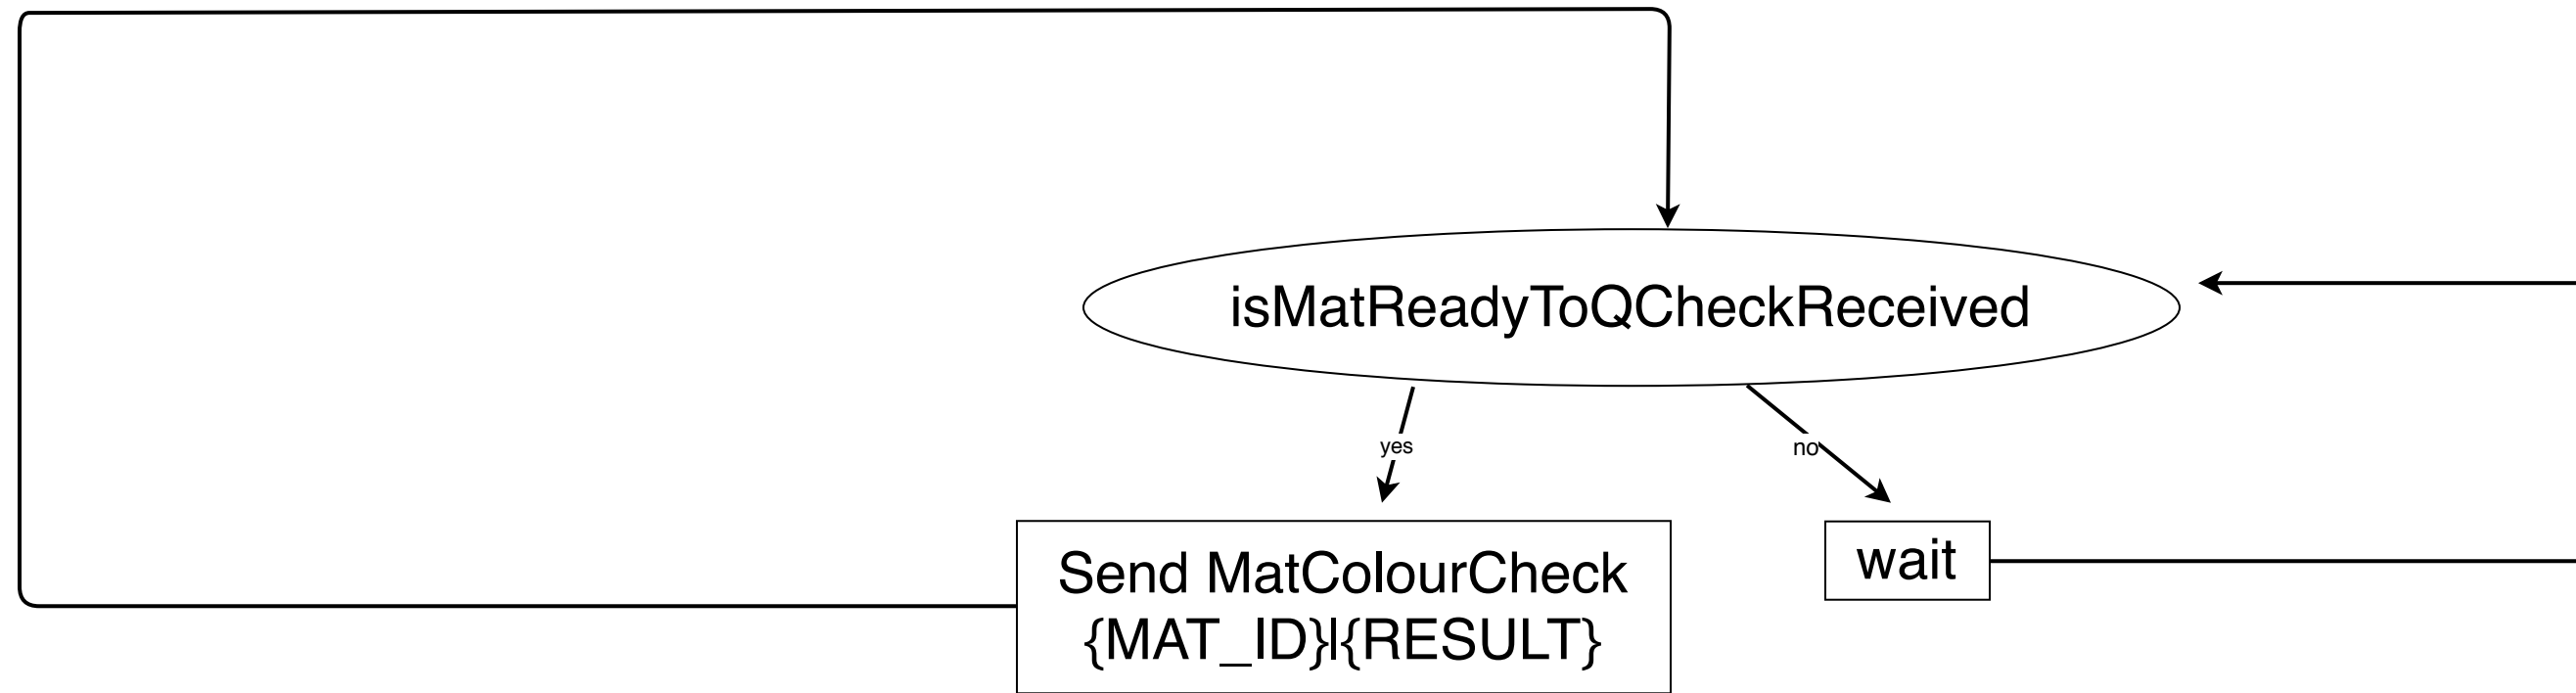 isMatReadyToQCheckReceived
yes
no
Send MatColourCheck
{MAT_ID}|{RESULT}
wait